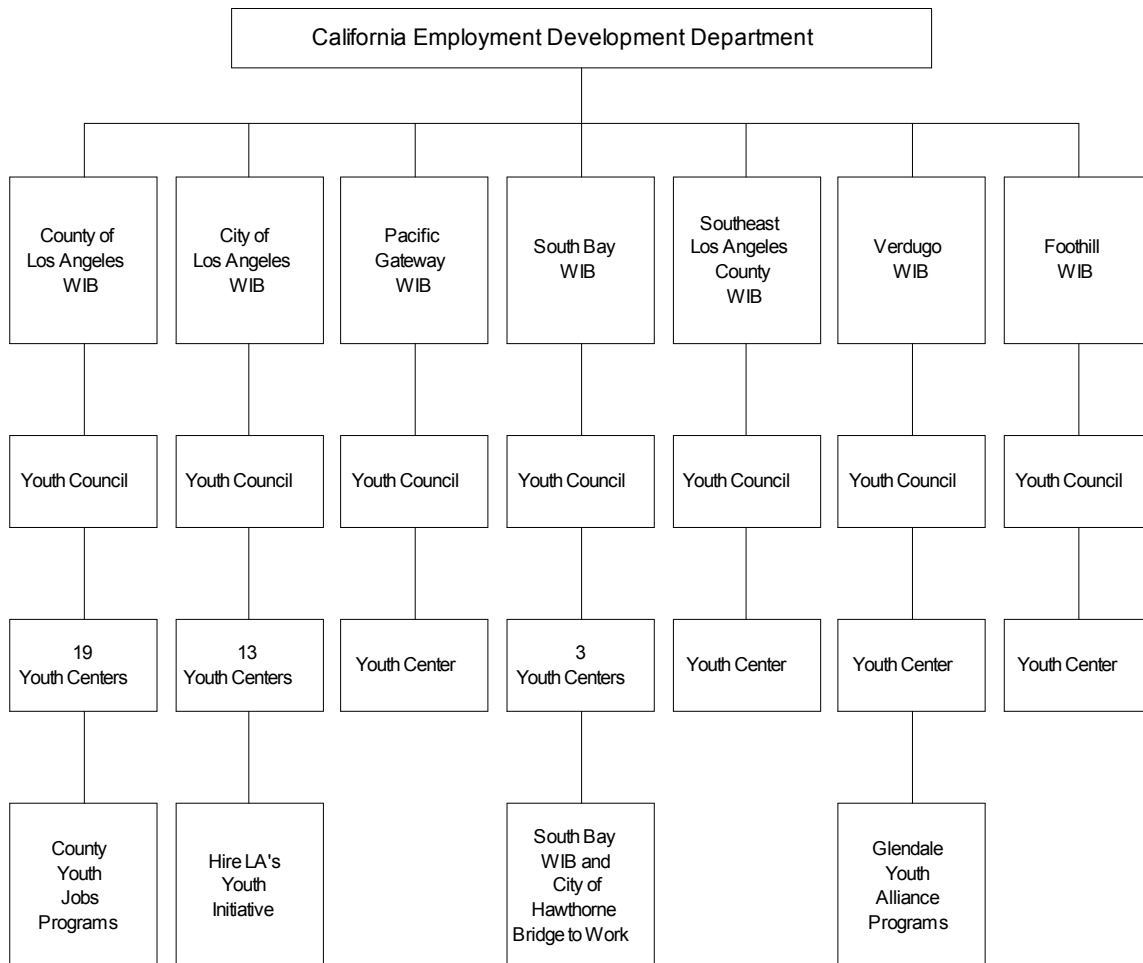 California Employment Development Department
County of
Los Angeles
WIB
City of
Los Angeles
WIB
Pacific
Gateway
WIB
South Bay
WIB
Southeast
Los Angeles
County
WIB
Verdugo
WIB
Foothill
WIB
Youth Council
Youth Council
Youth Council
Youth Council
Youth Council
Youth Council
Youth Council
19
Youth Centers
13
Youth Centers
Youth Center
3
Youth Centers
Youth Center
Youth Center
Youth Center
County
Youth
Jobs
Programs
Hire LA's
Youth
Initiative
South Bay
WIB and
City of
Hawthorne
Bridge to Work
Glendale
Youth
Alliance
Programs